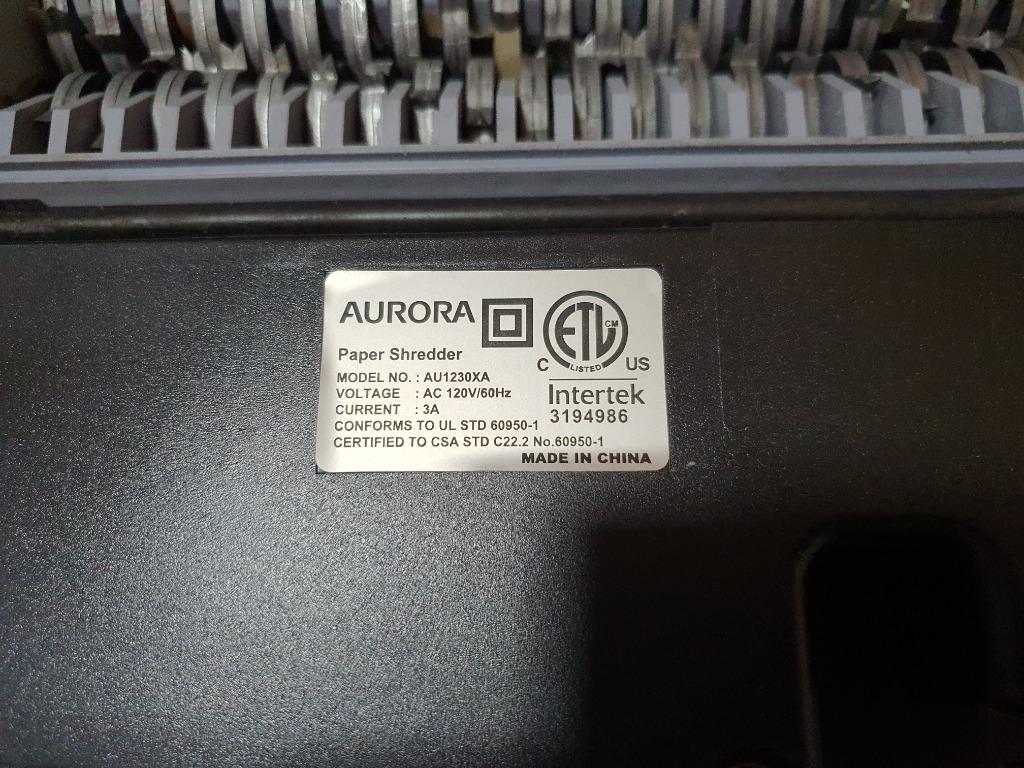 AURORA
ETL CM
LISTED
C US
Intertek
3194986
Paper Shredder
MODEL NO. : AU1230XA
VOLTAGE : AC 120V/60Hz
CURRENT : 3A
CONFORMS TO UL STD 60950-1
CERTIFIED TO CSA STD C22.2 No.60950-1
MADE IN CHINA